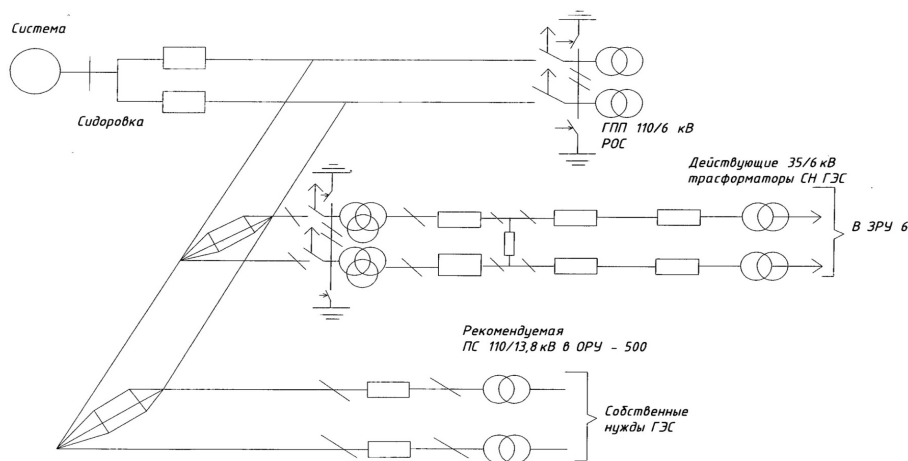 Система
Сидоровка
ГПП 110/6 кВ
РОС
Действующие 35/6 кВ
трасформаторы СН ГЭС
В ЗРУ 6
Рекомендуемая
ПС 110/13,8 кВ в ОРУ - 500
Собственные
нужды ГЭС